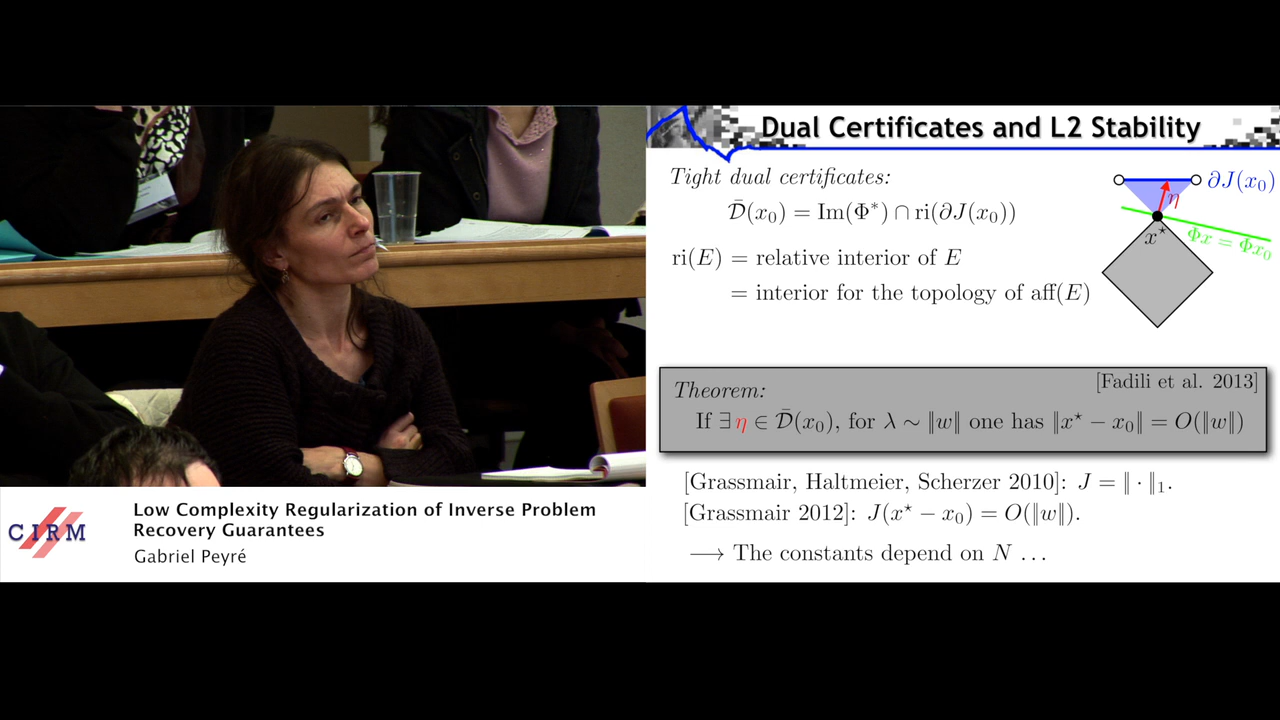 Dual Certificates and L2 Stability
Tight dual certificates:
D̄(x₀) = Im(Φ*) ∩ ri(∂J(x₀))
ri(E) = relative interior of E
= interior for the topology of aff(E)
∂J(x₀)
η
x⋆
Φx = Φx₀
[Fadili et al. 2013]
Theorem:
If ∃ η ∈ D̄(x₀), for λ ∼ ‖w‖ one has ‖x⋆ − x₀‖ = O(‖w‖)
[Grassmair, Haltmeier, Scherzer 2010]: J = ‖ · ‖₁.
[Grassmair 2012]: J(x⋆ − x₀) = O(‖w‖).
⟶ The constants depend on N ...
CIRM
Low Complexity Regularization of Inverse Problem
Recovery Guarantees
Gabriel Peyré